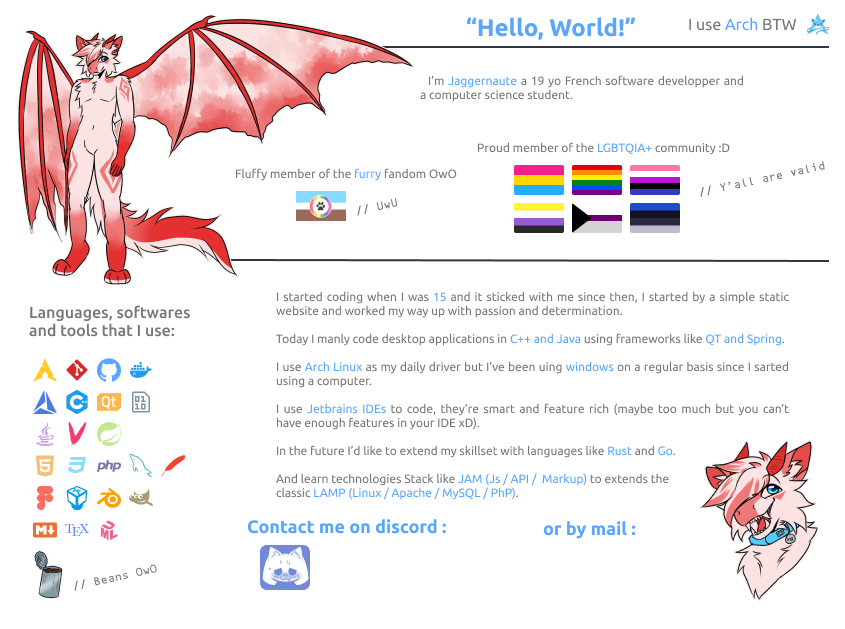 “Hello, World!”
I use Arch BTW
I’m Jaggernaute a 19 yo French software developper and
a computer science student.
Proud member of the LGBTQIA+ community :D
// Y'all are valid
Fluffy member of the furry fandom OwO
// UwU
Languages, softwares
and tools that I use:
Qt
01
10
5
3
php
TEX
ML
// Beans OwO
I started coding when I was 15 and it sticked with me since then, I started by a simple static
website and worked my way up with passion and determination.
Today I manly code desktop applications in C++ and Java using frameworks like QT and Spring.
I use Arch Linux as my daily driver but I’ve been uing windows on a regular basis since I sarted
using a computer.
I use Jetbrains IDEs to code, they’re smart and feature rich (maybe too much but you can’t
have enough features in your IDE xD).
In the future I’d like to extend my skillset with languages like Rust and Go.
And learn technologies Stack like JAM (Js / API / Markup) to extends the
classic LAMP (Linux / Apache / MySQL / PhP).
Contact me on discord :
or by mail :